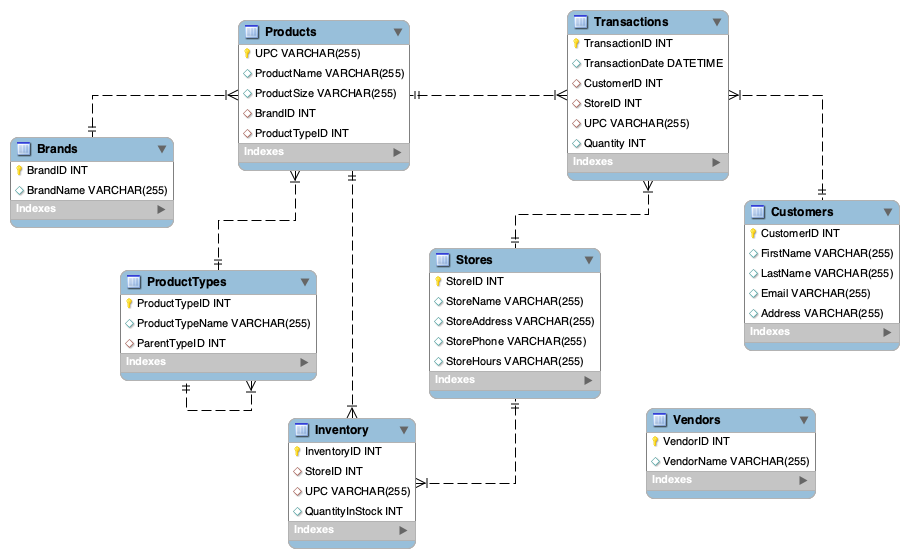 Products
UPC VARCHAR(255)
ProductName VARCHAR(255)
ProductSize VARCHAR(255)
BrandID INT
ProductTypeID INT
Indexes
Transactions
TransactionID INT
TransactionDate DATETIME
CustomerID INT
StoreID INT
UPC VARCHAR(255)
Quantity INT
Indexes
Brands
BrandID INT
BrandName VARCHAR(255)
Indexes
Customers
CustomerID INT
FirstName VARCHAR(255)
LastName VARCHAR(255)
Email VARCHAR(255)
Address VARCHAR(255)
Indexes
ProductTypes
ProductTypeID INT
ProductTypeName VARCHAR(255)
ParentTypeID INT
Indexes
Stores
StoreID INT
StoreName VARCHAR(255)
StoreAddress VARCHAR(255)
StorePhone VARCHAR(255)
StoreHours VARCHAR(255)
Indexes
Inventory
InventoryID INT
StoreID INT
UPC VARCHAR(255)
QuantityInStock INT
Indexes
Vendors
VendorID INT
VendorName VARCHAR(255)
Indexes